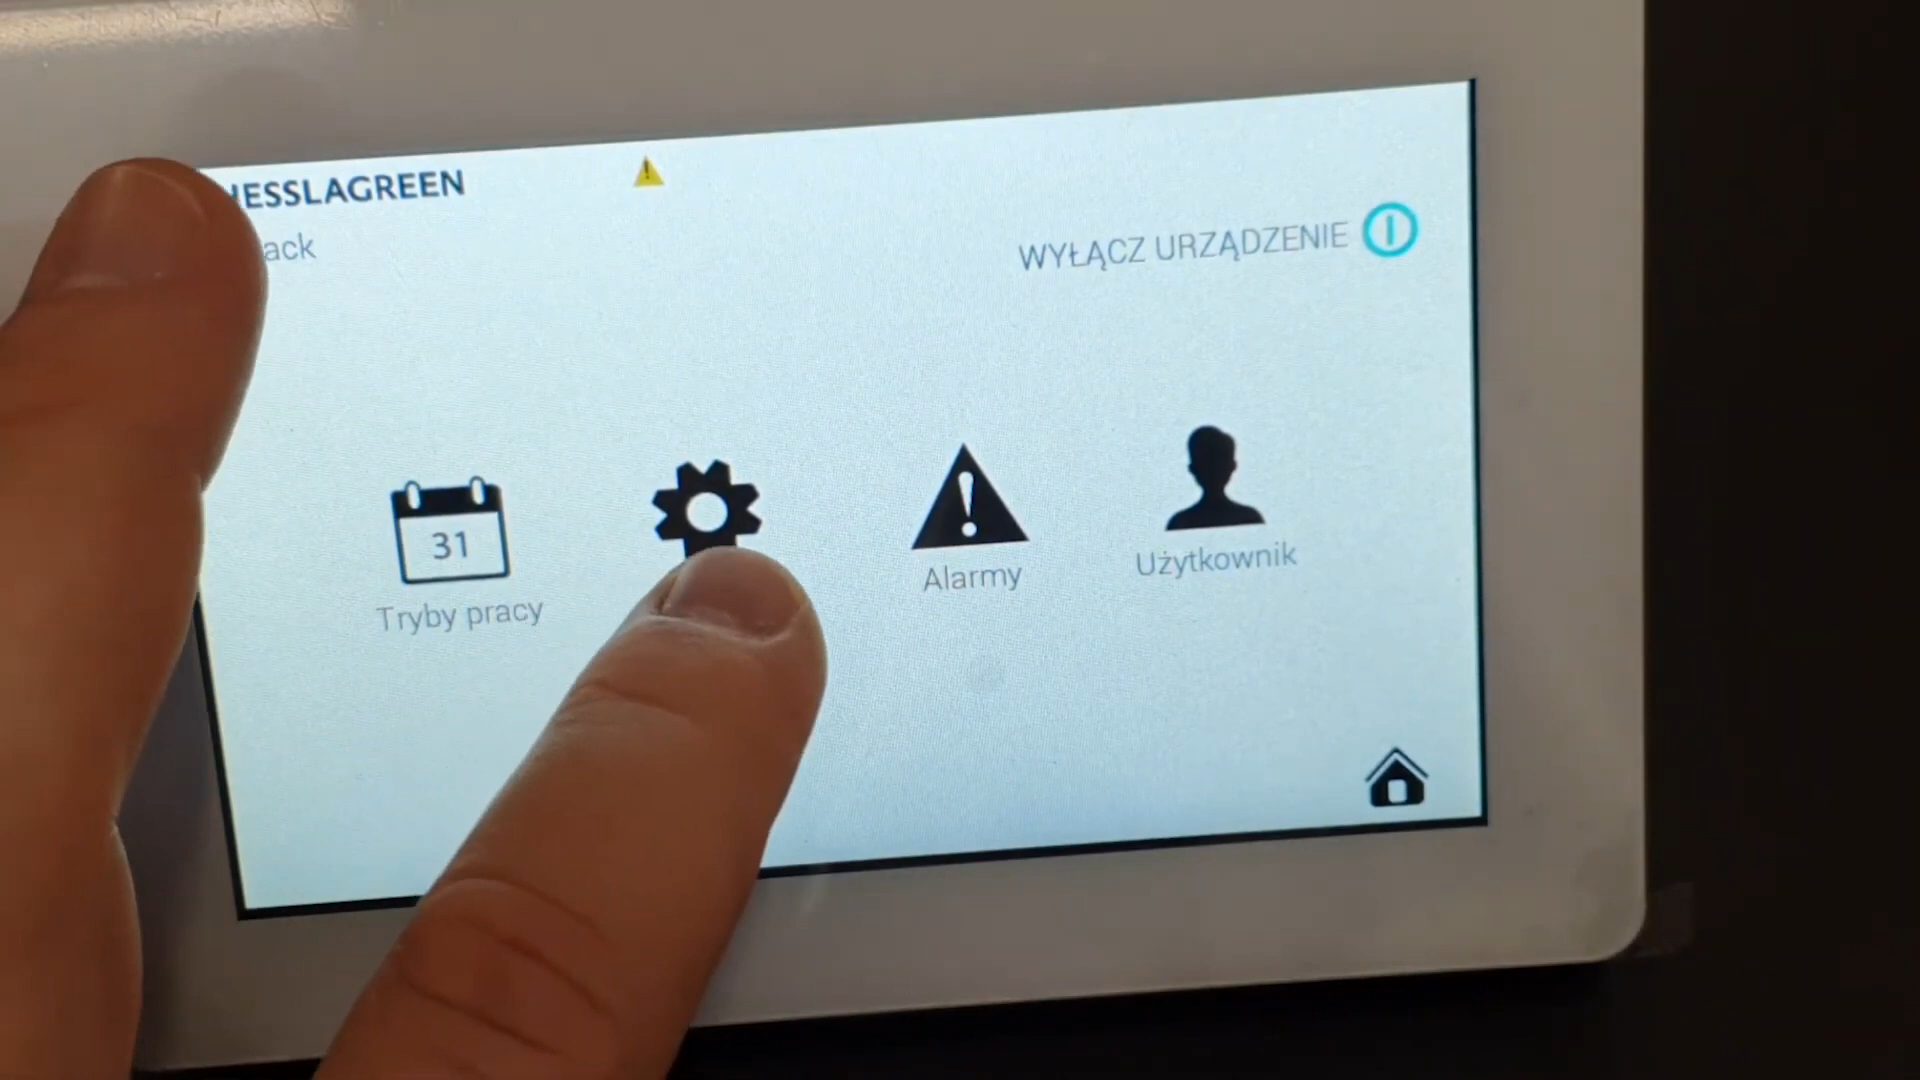 ESSLAGREEN
ack
WYŁĄCZ URZĄDZENIE
31
Tryby pracy
Alarmy
Użytkownik